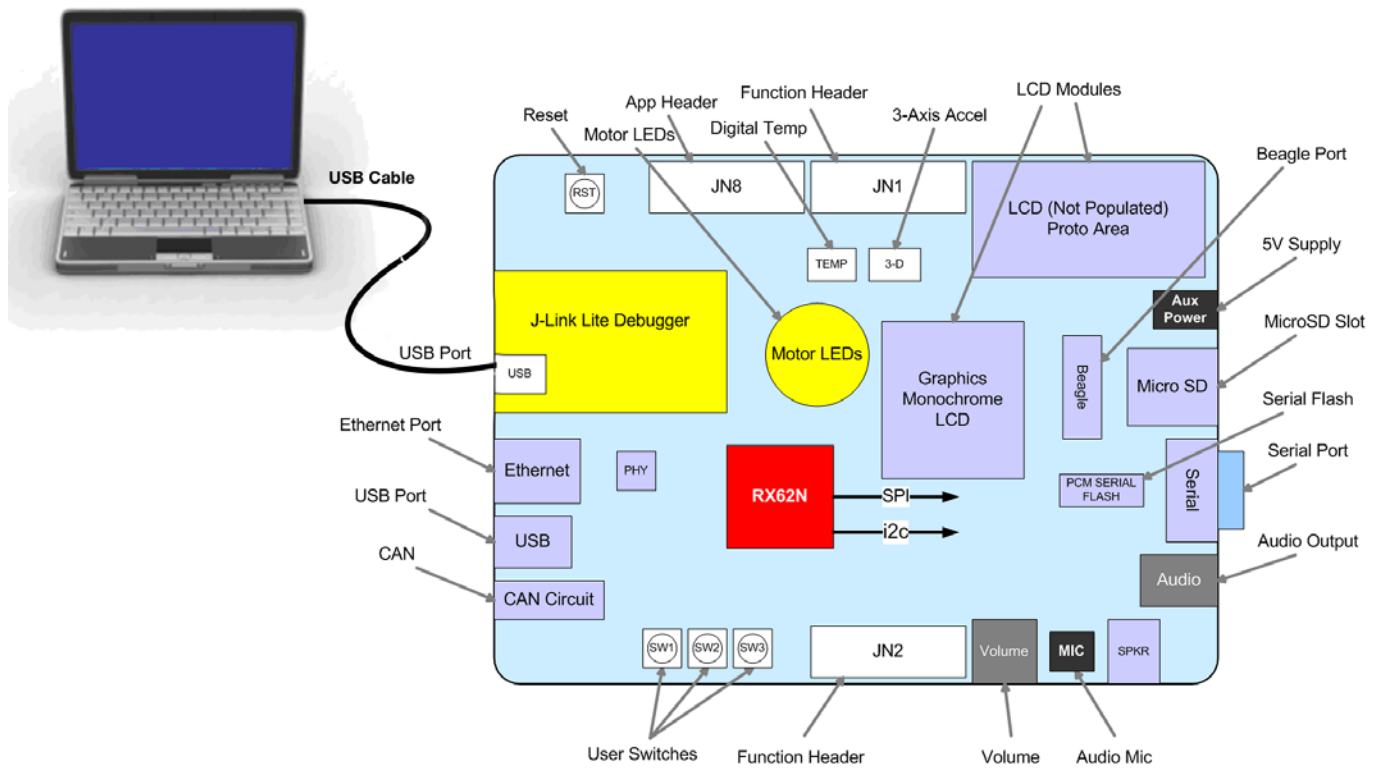 Function Header
LCD Modules
App Header
3-Axis Accel
Reset
Digital Temp
Motor LEDs
Beagle Port
USB Cable
RST
JN8
JN1
LCD (Not Populated)
Proto Area
5V Supply
TEMP
3-D
Aux
Power
J-Link Lite Debugger
MicroSD Slot
USB Port
Motor LEDs
USB
Graphics
Monochrome
LCD
Beagle
Micro SD
Serial Flash
Ethernet Port
Serial Port
Ethernet
PHY
RX62N
SPI
PCM SERIAL
FLASH
Serial
USB Port
USB
i2c
Audio Output
CAN
Audio
CAN Circuit
SW1
SW2
SW3
JN2
Volume
MIC
SPKR
User Switches
Function Header
Volume
Audio Mic